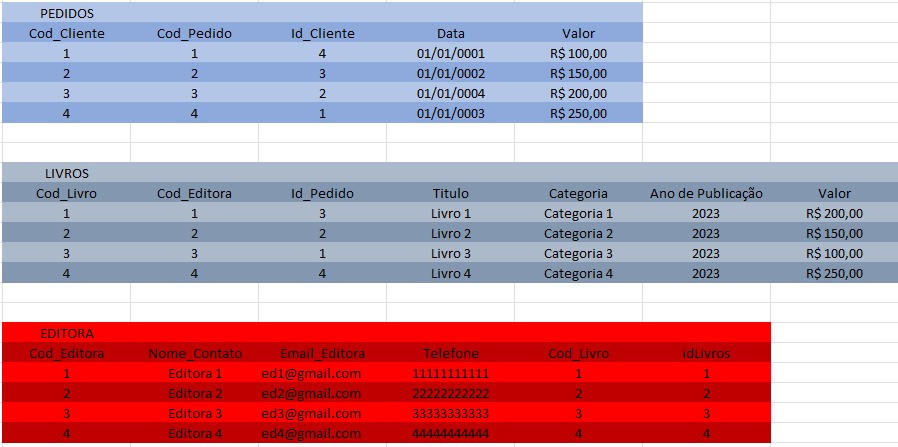 PEDIDOS
Cod_Cliente Cod_Pedido Id_Cliente Data Valor
1 1 4 01/01/0001 R$ 100,00
2 2 3 01/01/0002 R$ 150,00
3 3 2 01/01/0004 R$ 200,00
4 4 1 01/01/0003 R$ 250,00
LIVROS
Cod_Livro Cod_Editora Id_Pedido Titulo Categoria Ano de Publicação Valor
1 1 3 Livro 1 Categoria 1 2023 R$ 200,00
2 2 2 Livro 2 Categoria 2 2023 R$ 150,00
3 3 1 Livro 3 Categoria 3 2023 R$ 100,00
4 4 4 Livro 4 Categoria 4 2023 R$ 250,00
EDITORA
Cod_Editora Nome_Contato Email_Editora Telefone Cod_Livro idLivros
1 Editora 1 ed1@gmail.com 11111111111 1 1
2 Editora 2 ed2@gmail.com 22222222222 2 2
3 Editora 3 ed3@gmail.com 33333333333 3 3
4 Editora 4 ed4@gmail.com 44444444444 4 4